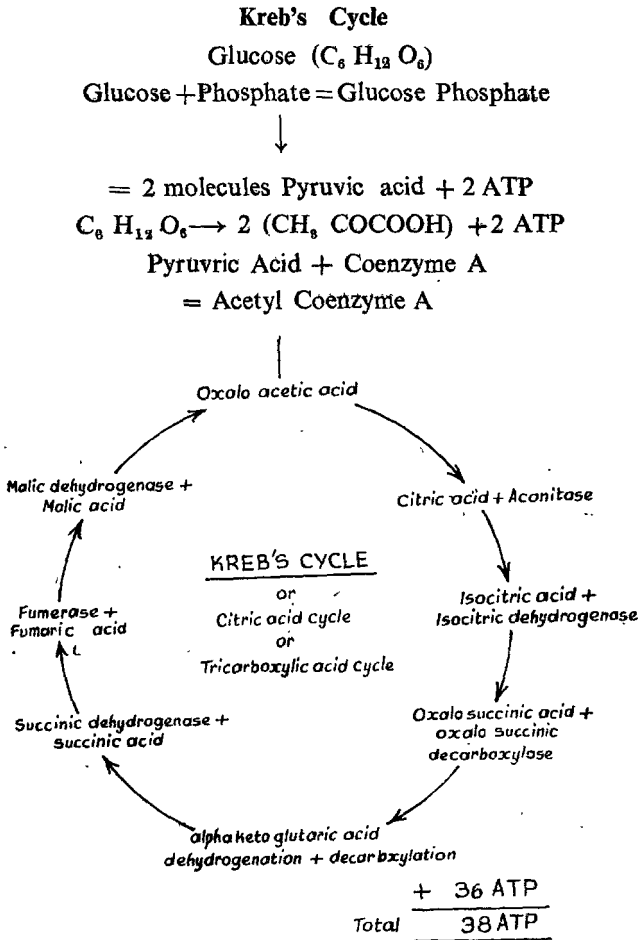 Kreb's Cycle
Glucose (C₆ H₁₂ O₆)
Glucose + Phosphate = Glucose Phosphate
= 2 molecules Pyruvic acid + 2 ATP
C₆ H₁₂ O₆ → 2 (CH₃ COCOOH) + 2 ATP
Pyruvric Acid + Coenzyme A
= Acetyl Coenzyme A
Oxalo acetic acid
Citric acid + Aconitase
Isocitric acid +
Isocitric dehydrogenase
Oxalo succinic acid +
oxalo succinic
decarboxylose
alpha keto glutaric acid
dehydrogenation + decarboxylation
Succinic dehydrogenase +
succinic acid
Fumerase +
Fumaric acid
Malic dehydrogenase +
Malic acid
KREB'S CYCLE
or
Citric acid cycle
or
Tricarboxylic acid cycle
+ 36 ATP
Total 38 ATP